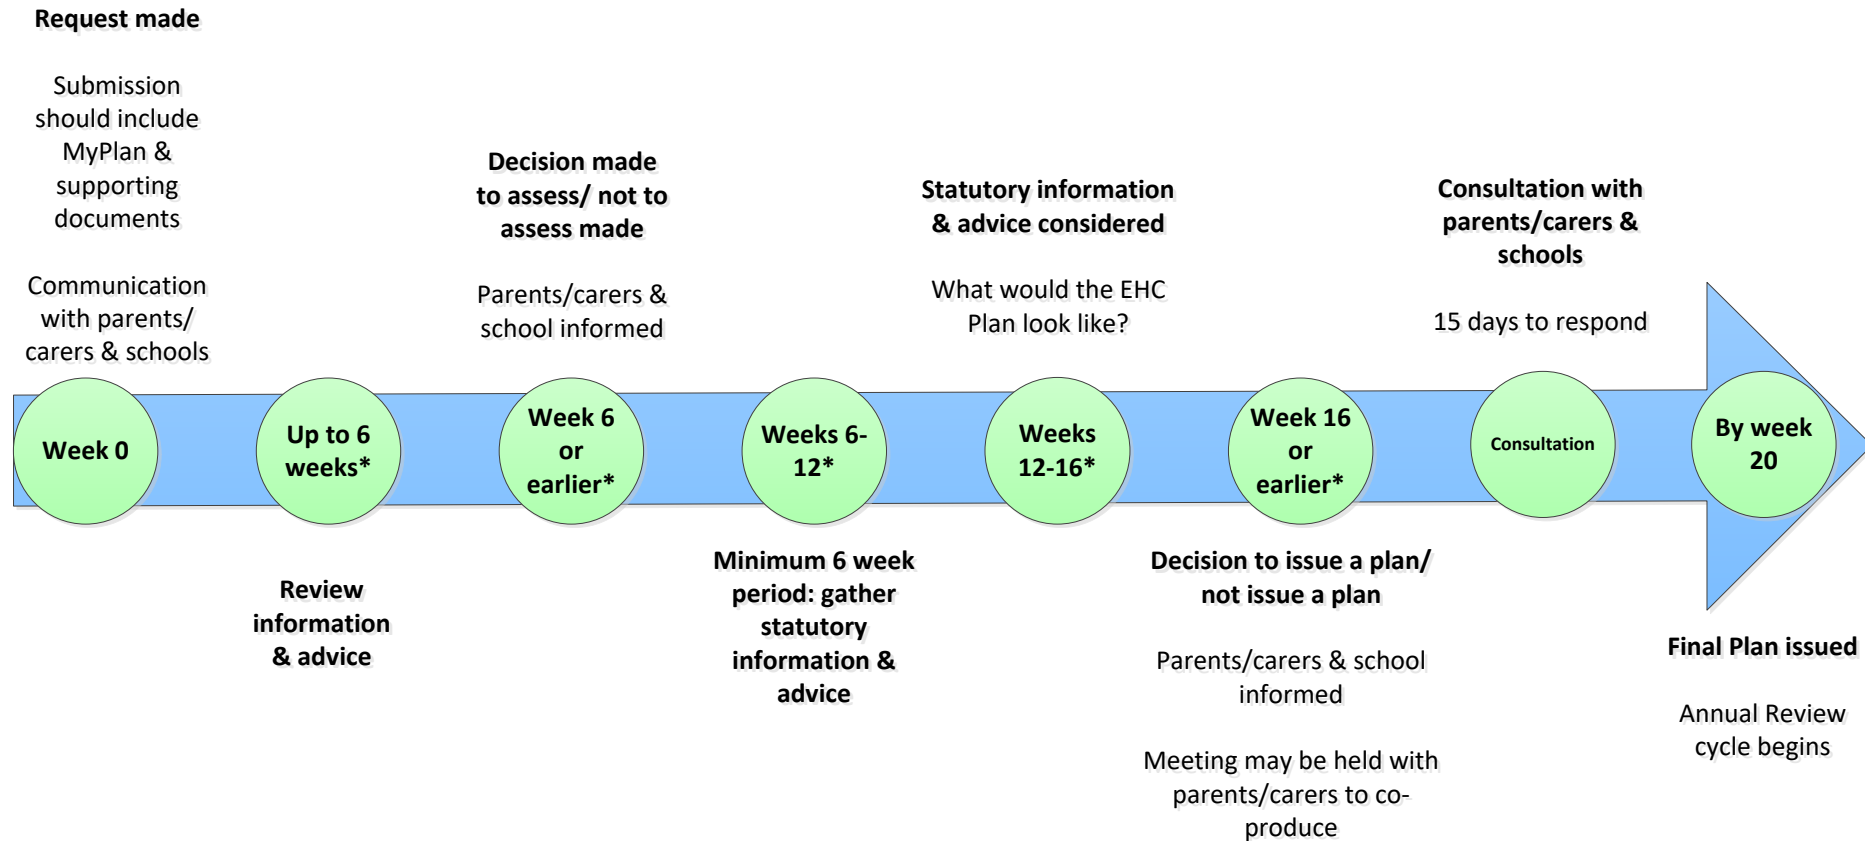 Request made
Submission
should include
MyPlan &
supporting
documents
Communication
with parents/
carers & schools
Week 0
Up to 6
weeks*
Review
information
& advice
Decision made
to assess/ not to
assess made
Parents/carers &
school informed
Week 6
or
earlier*
Weeks 6-
12*
Minimum 6 week
period: gather
statutory
information &
advice
Statutory information
& advice considered
What would the EHC
Plan look like?
Weeks
12-16*
Week 16
or
earlier*
Decision to issue a plan/
not issue a plan
Parents/carers & school
informed
Meeting may be held with
parents/carers to co-
produce
Consultation with
parents/carers &
schools
15 days to respond
Consultation
By week
20
Final Plan issued
Annual Review
cycle begins